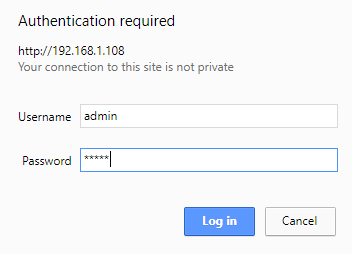 Authentication required
http://192.168.1.108
Your connection to this site is not private
Username admin
Password *****
Log in Cancel